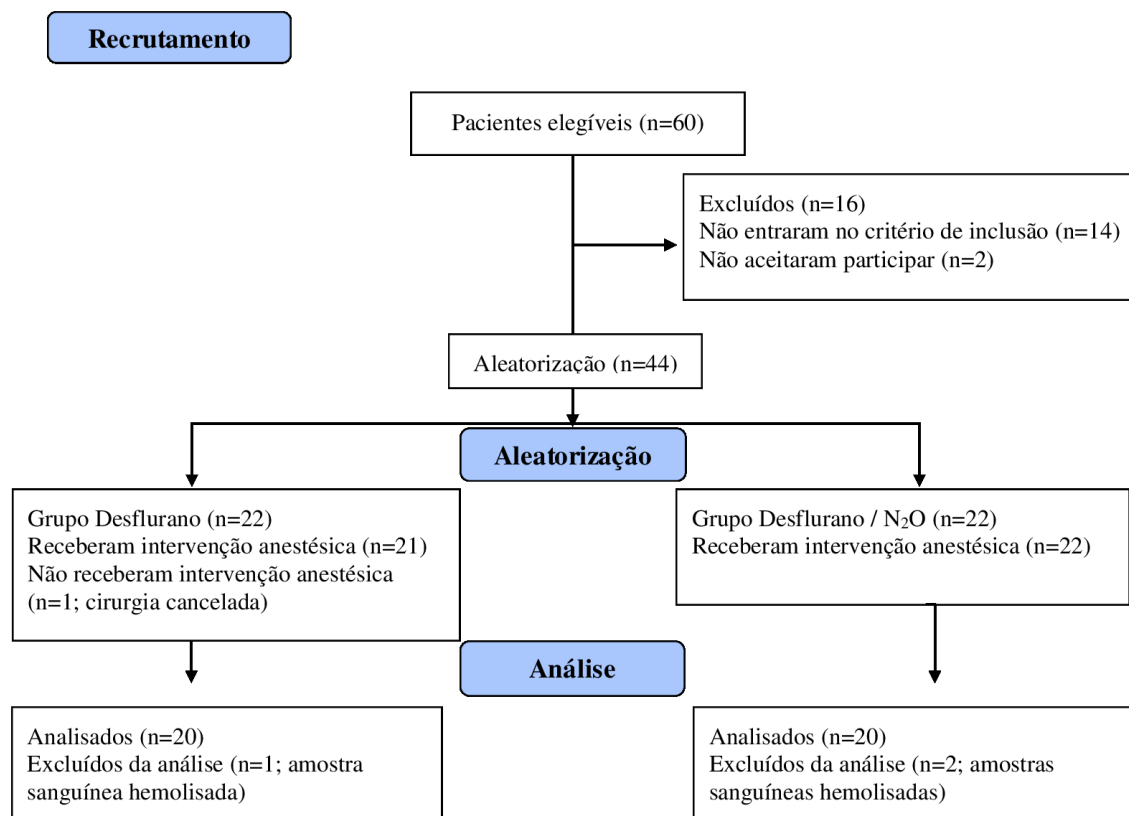 Recrutamento
Pacientes elegíveis (n=60)
Excluídos (n=16)
Não entraram no critério de inclusão (n=14)
Não aceitaram participar (n=2)
Aleatorização (n=44)
Aleatorização
Grupo Desflurano (n=22)
Receberam intervenção anestésica (n=21)
Não receberam intervenção anestésica
(n=1; cirurgia cancelada)
Grupo Desflurano / N₂O (n=22)
Receberam intervenção anestésica (n=22)
Análise
Analisados (n=20)
Excluídos da análise (n=1; amostra
sanguínea hemolisada)
Analisados (n=20)
Excluídos da análise (n=2; amostras
sanguíneas hemolisadas)